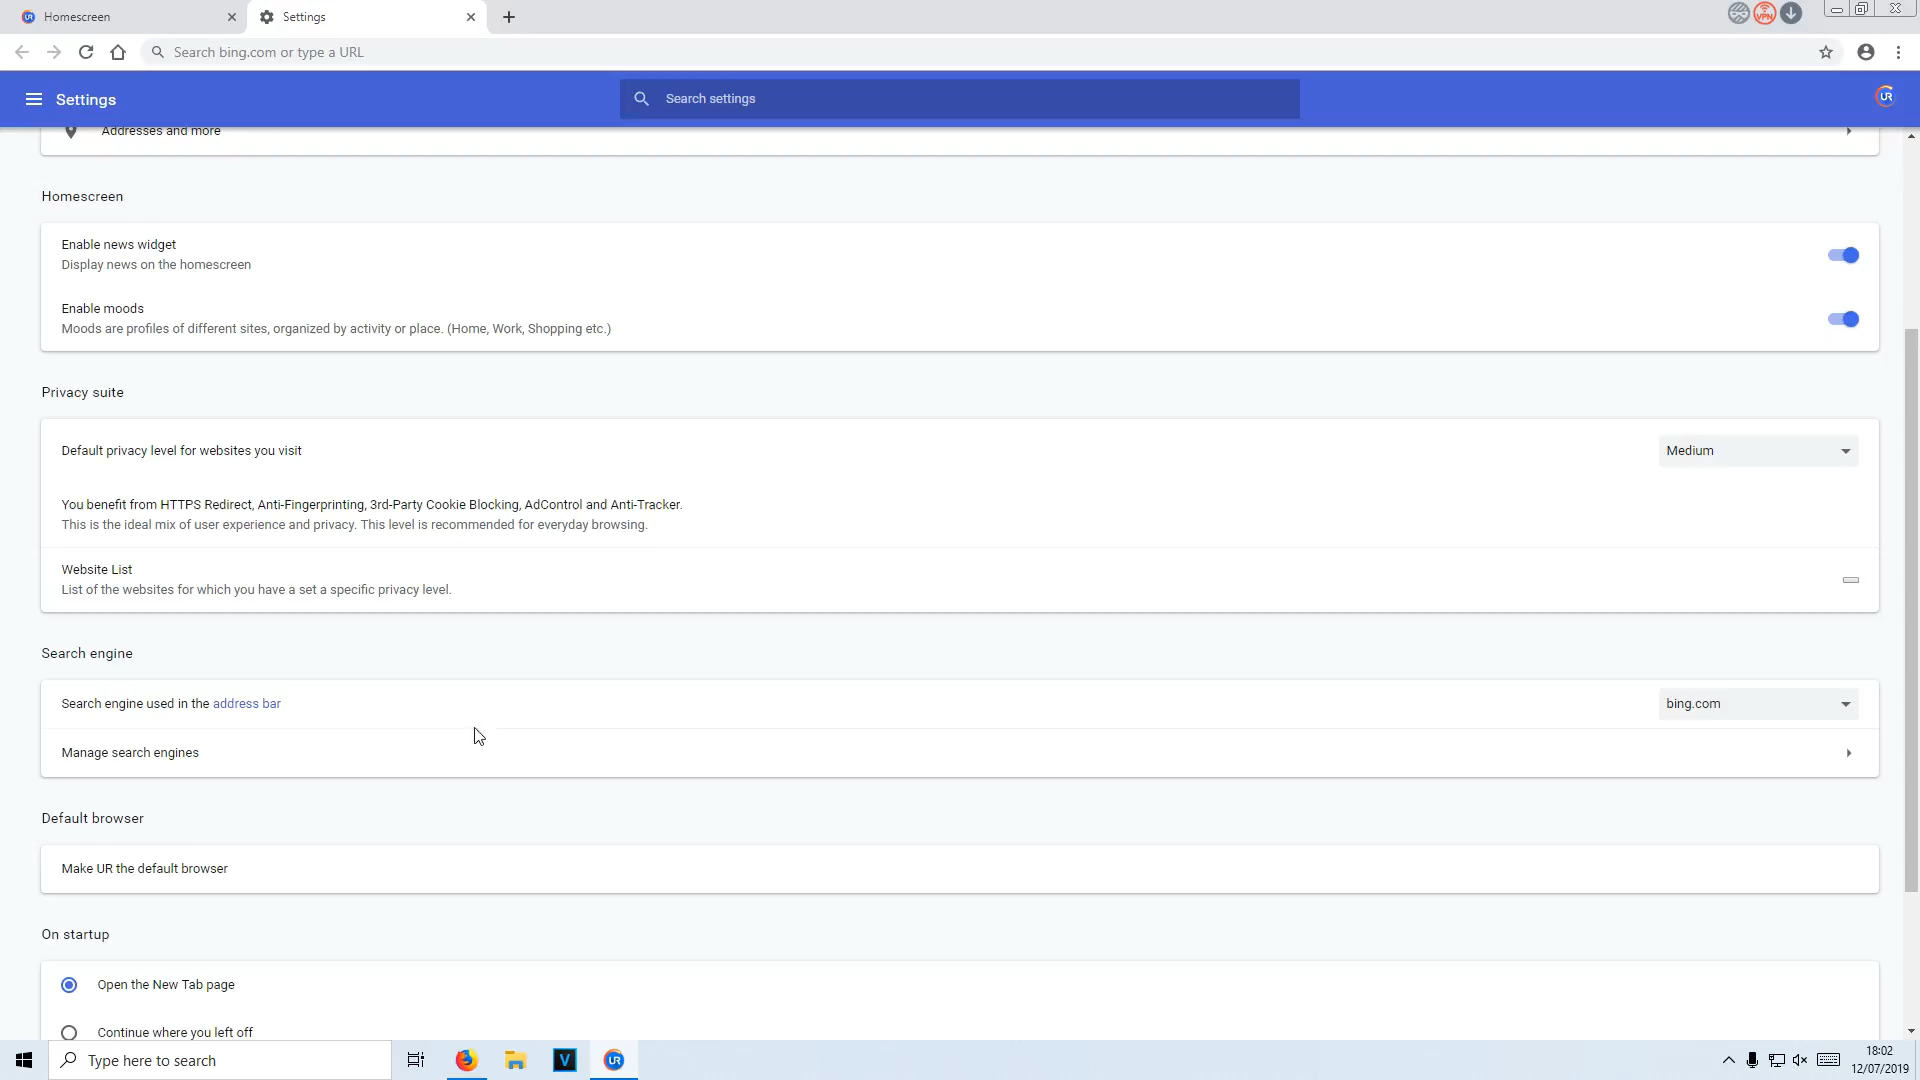 Homescreen
Settings
VPN
Search bing.com or type a URL
Settings
Search settings
UR
Addresses and more
Homescreen
Enable news widget
Display news on the homescreen
Enable moods
Moods are profiles of different sites, organized by activity or place. (Home, Work, Shopping etc.)
Privacy suite
Default privacy level for websites you visit
Medium
You benefit from HTTPS Redirect, Anti-Fingerprinting, 3rd-Party Cookie Blocking, AdControl and Anti-Tracker.
This is the ideal mix of user experience and privacy. This level is recommended for everyday browsing.
Website List
List of the websites for which you have a set a specific privacy level.
Search engine
Search engine used in the address bar
bing.com
Manage search engines
Default browser
Make UR the default browser
On startup
Open the New Tab page
Continue where you left off
Type here to search
V
UR
18:02
12/07/2019